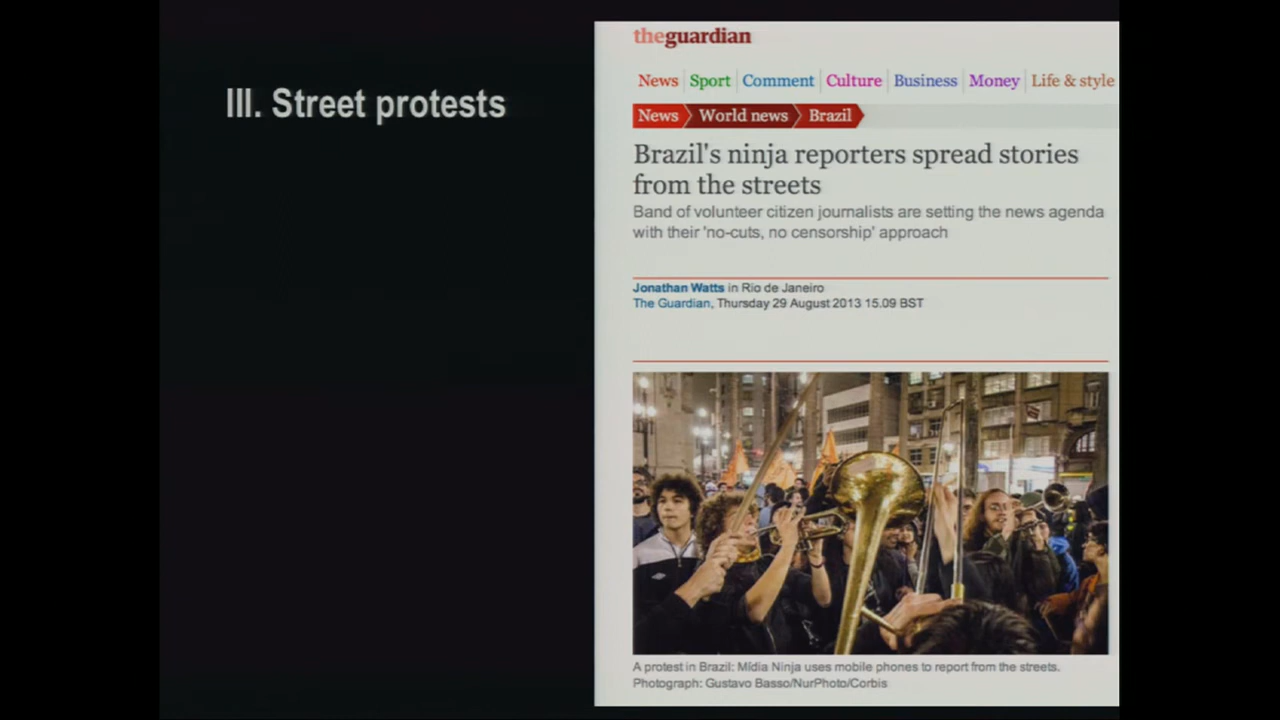 III. Street protests
theguardian
News Sport Comment Culture Business Money Life & style
News World news Brazil
Brazil's ninja reporters spread stories
from the streets
Band of volunteer citizen journalists are setting the news agenda
with their 'no-cuts, no censorship' approach
Jonathan Watts in Rio de Janeiro
The Guardian, Thursday 29 August 2013 15.09 BST
A protest in Brazil: Mídia Ninja uses mobile phones to report from the streets.
Photograph: Gustavo Basso/NurPhoto/Corbis